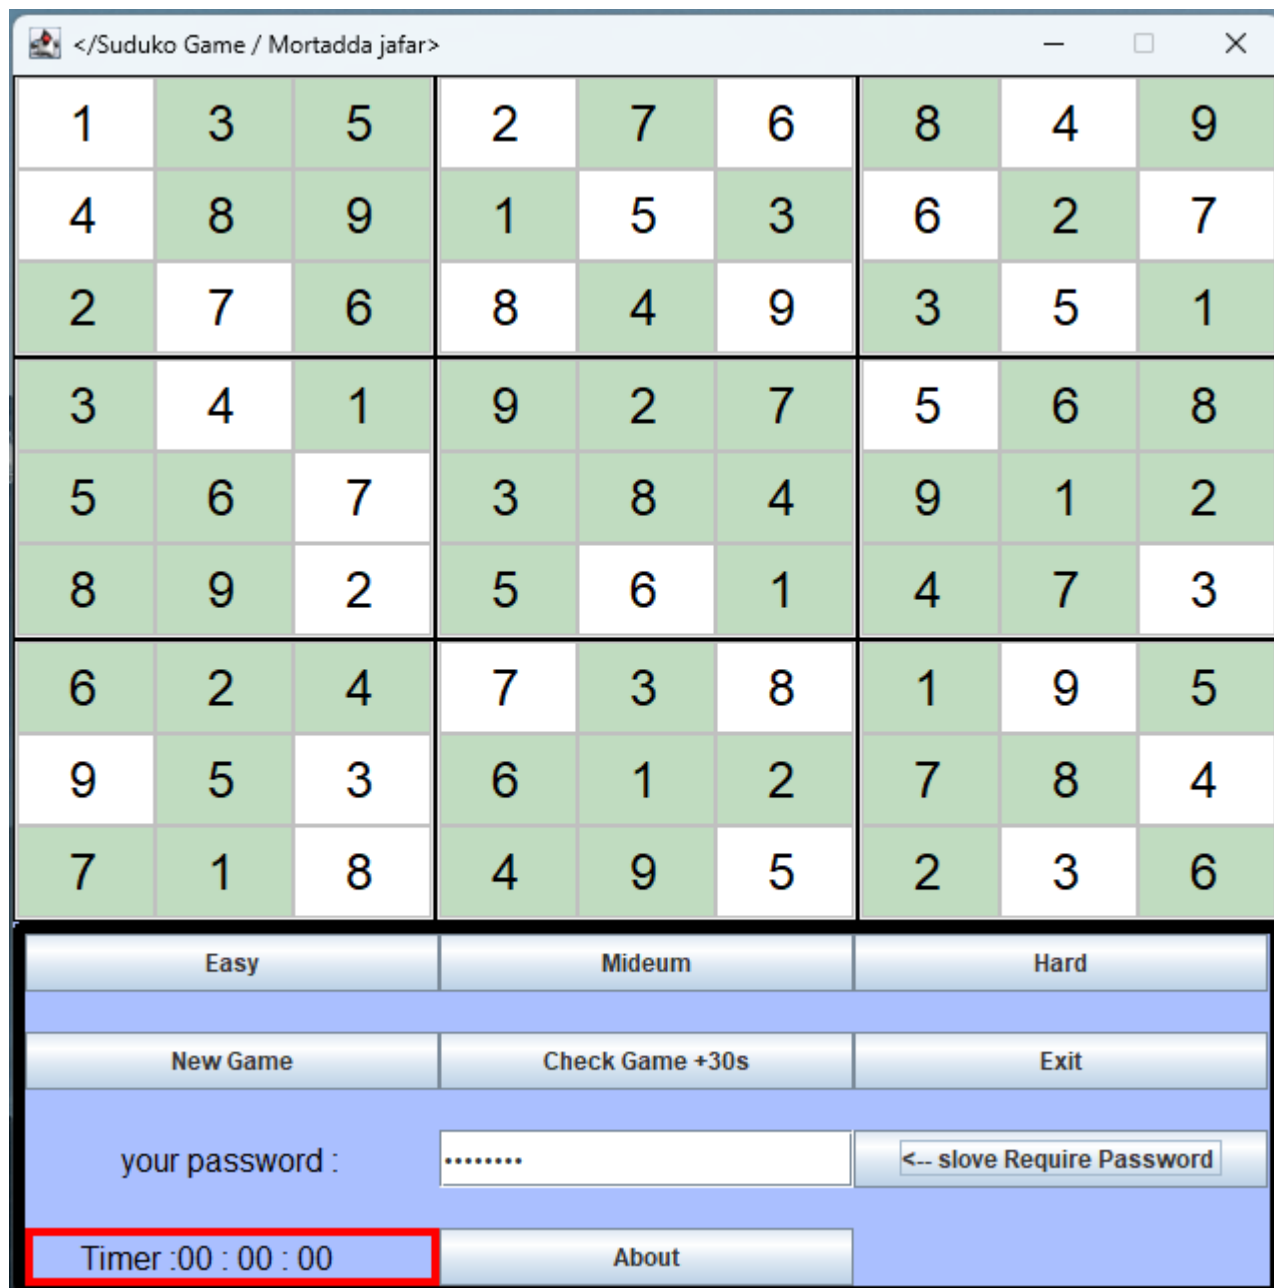 </Suduko Game / Mortadda jafar>
1 3 5 2 7 6 8 4 9
4 8 9 1 5 3 6 2 7
2 7 6 8 4 9 3 5 1
3 4 1 9 2 7 5 6 8
5 6 7 3 8 4 9 1 2
8 9 2 5 6 1 4 7 3
6 2 4 7 3 8 1 9 5
9 5 3 6 1 2 7 8 4
7 1 8 4 9 5 2 3 6
Easy Mideum Hard
New Game Check Game +30s Exit
your password : •••••••• <-- slove Require Password
Timer :00 : 00 : 00 About